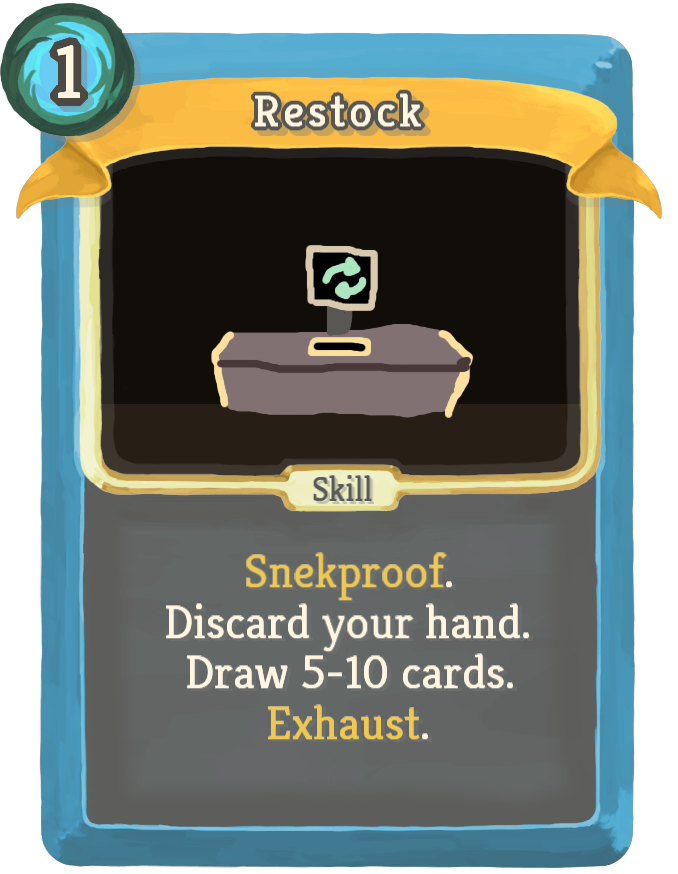 1
Restock
Skill
Snekproof.
Discard your hand.
Draw 5-10 cards.
Exhaust.